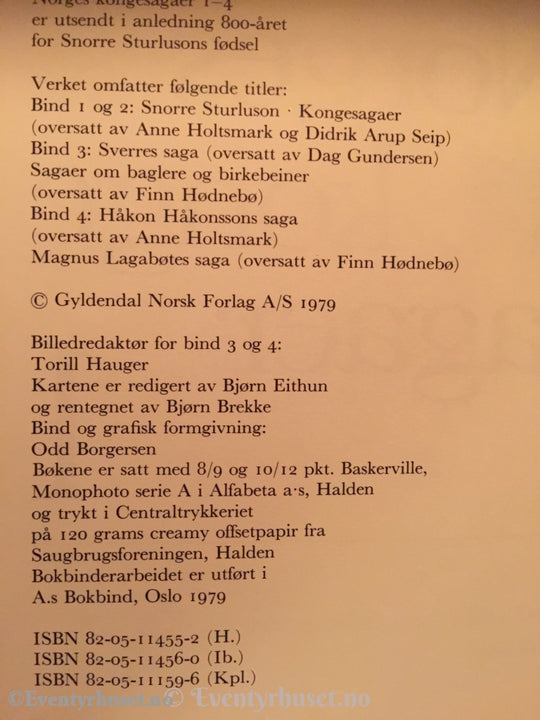 Norges kongesagaer 1–4
er utsendt i anledning 800-året
for Snorre Sturlusons fødsel
Verket omfatter følgende titler:
Bind 1 og 2: Snorre Sturluson · Kongesagaer
(oversatt av Anne Holtsmark og Didrik Arup Seip)
Bind 3: Sverres saga (oversatt av Dag Gundersen)
Sagaer om baglere og birkebeiner
(oversatt av Finn Hødnebø)
Bind 4: Håkon Håkonssons saga
(oversatt av Anne Holtsmark)
Magnus Lagabøtes saga (oversatt av Finn Hødnebø)
© Gyldendal Norsk Forlag A/S 1979
Billedredaktør for bind 3 og 4:
Torill Hauger
Kartene er redigert av Bjørn Eithun
og rentegnet av Bjørn Brekke
Bind og grafisk formgivning:
Odd Borgersen
Bøkene er satt med 8/9 og 10/12 pkt. Baskerville,
Monophoto serie A i Alfabeta a·s, Halden
og trykt i Centraltrykkeriet
på 120 grams creamy offsetpapir fra
Saugbrugsforeningen, Halden
Bokbinderarbeidet er utført i
A.s Bokbind, Oslo 1979
ISBN 82-05-11455-2 (H.)
ISBN 82-05-11456-0 (Ib.)
ISBN 82-05-11159-6 (Kpl.)
©Eventyrhuset.no © Eventyrhuset.no